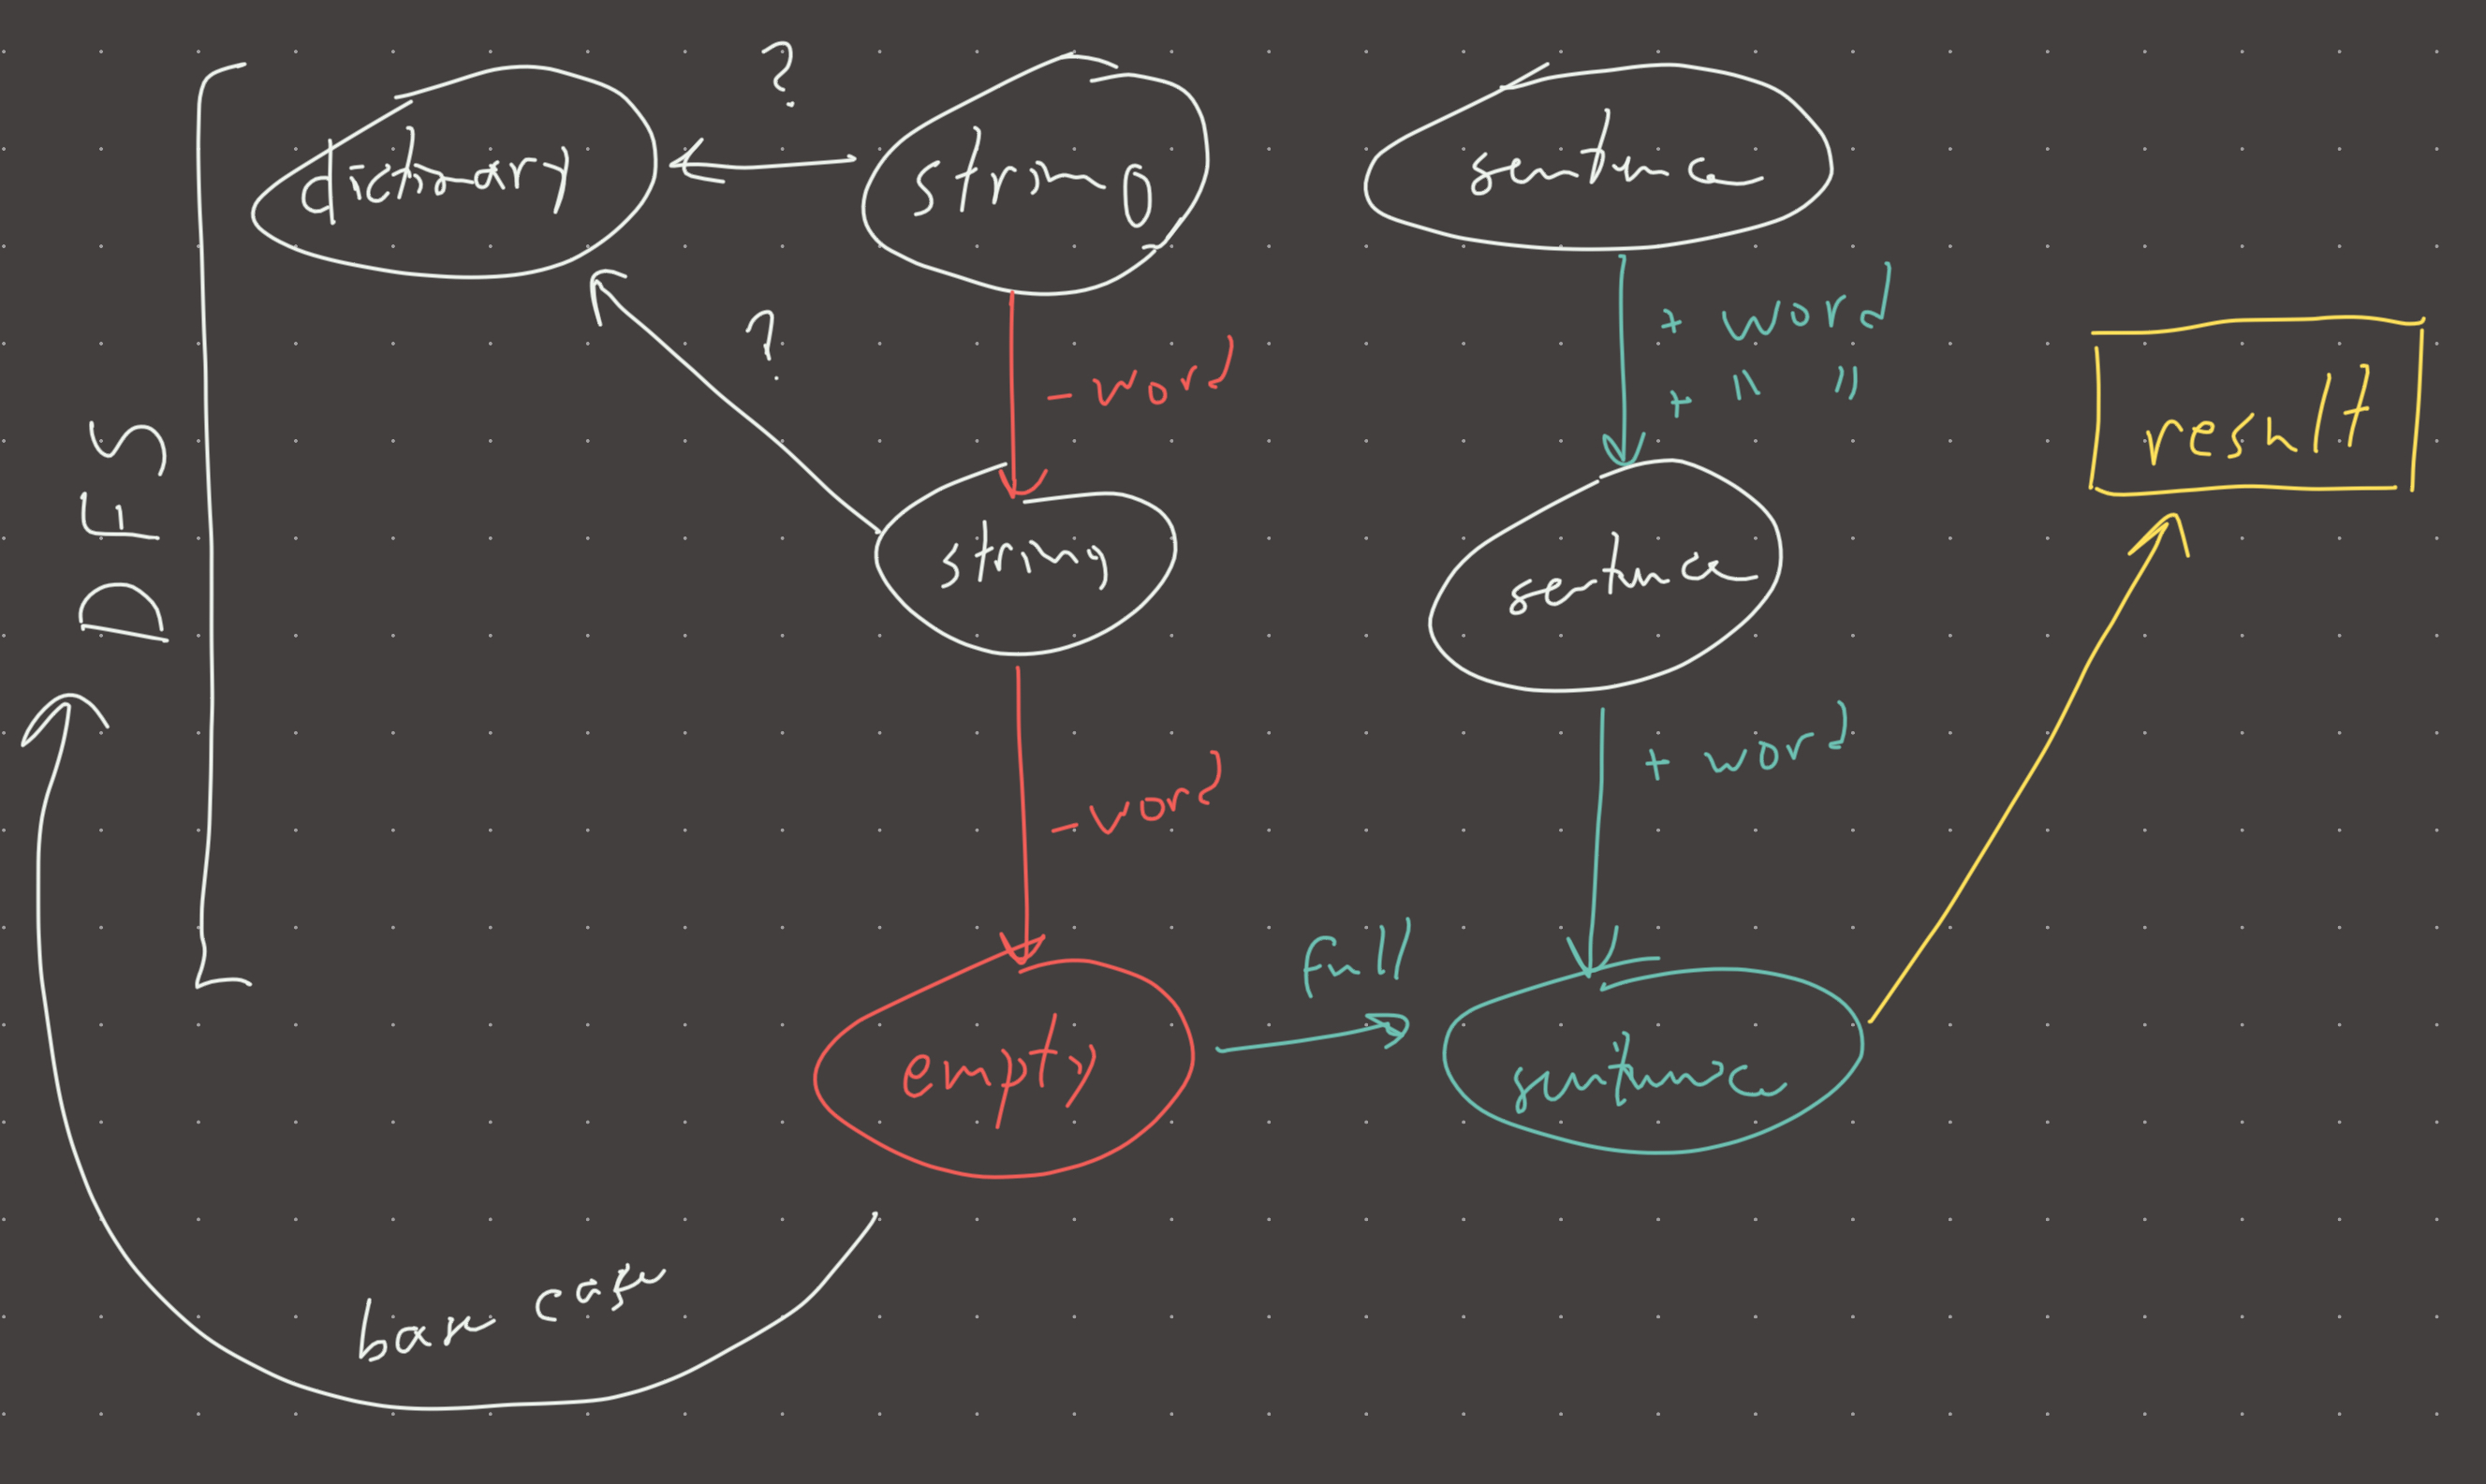 ?
dictionary
string
sentence
?
- word
+ word
+ " "
result
DFS
string
sentence
- word
+ word
full
empty
sentence
base case